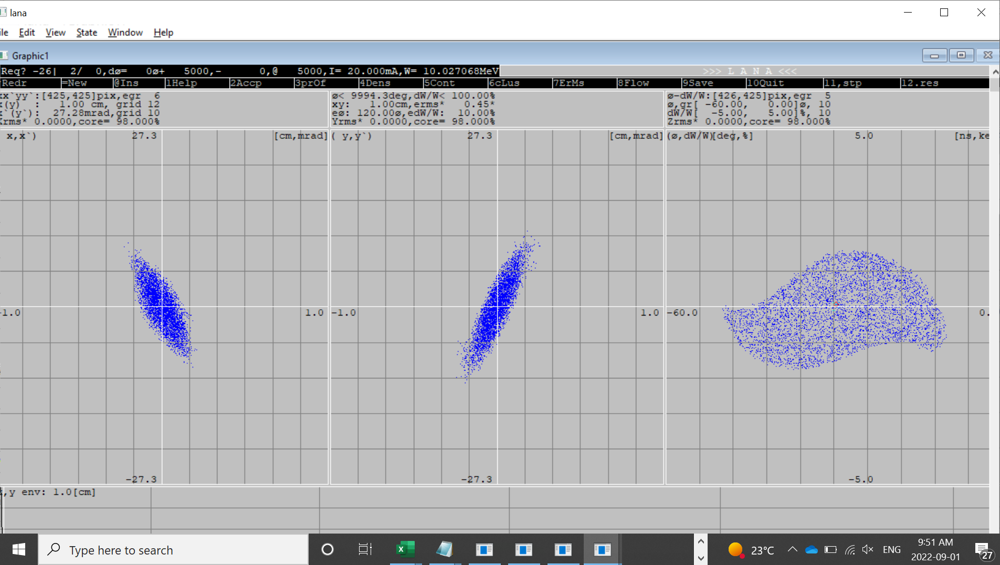 lana
ile Edit View State Window Help
Graphic1
Req? -26| 2/ 0,dø= 0ø+ 5000,- 0,@ 5000,I= 20.000mA,W= 10.027068MeV >>> L A N A <<<
Redr =New @Ins 1Help 2Accp 3prOf 4Dens 5Cont 6cLus 7ErMs 8Flow 9Save 10Quit 11,stp 12.res
xx`yy`:[425,425]pix,egr 6
x(y) : 1.00 cm, grid 12
x`(y`): 27.28mrad,grid 10
Xrms* 0.0000,core= 98.000%
ø< 9994.3deg,dW/W< 100.00%
xy: 1.00cm,erms* 0.45*
eø: 120.00ø,edW/W: 10.00%
Yrms* 0.0000,core= 98.000%
ø-dW/W:[426,425]pix,egr 5
ø,gr[ -60.00, 0.00]ø, 10
dW/W[ -5.00, 5.00]%, 10
Zrms* 0.0000,core= 98.000%
x,x`) 27.3 [cm,mrad]
-1.0 1.0
-27.3
( y,y`) 27.3 [cm,mrad]
-1.0 1.0
-27.3
(ø,dW/W)[deg,%] 5.0 [ns,ke
-60.0 0.
-5.0
,y env: 1.0[cm]
Type here to search
23°C
ENG
9:51 AM
2022-09-01
27